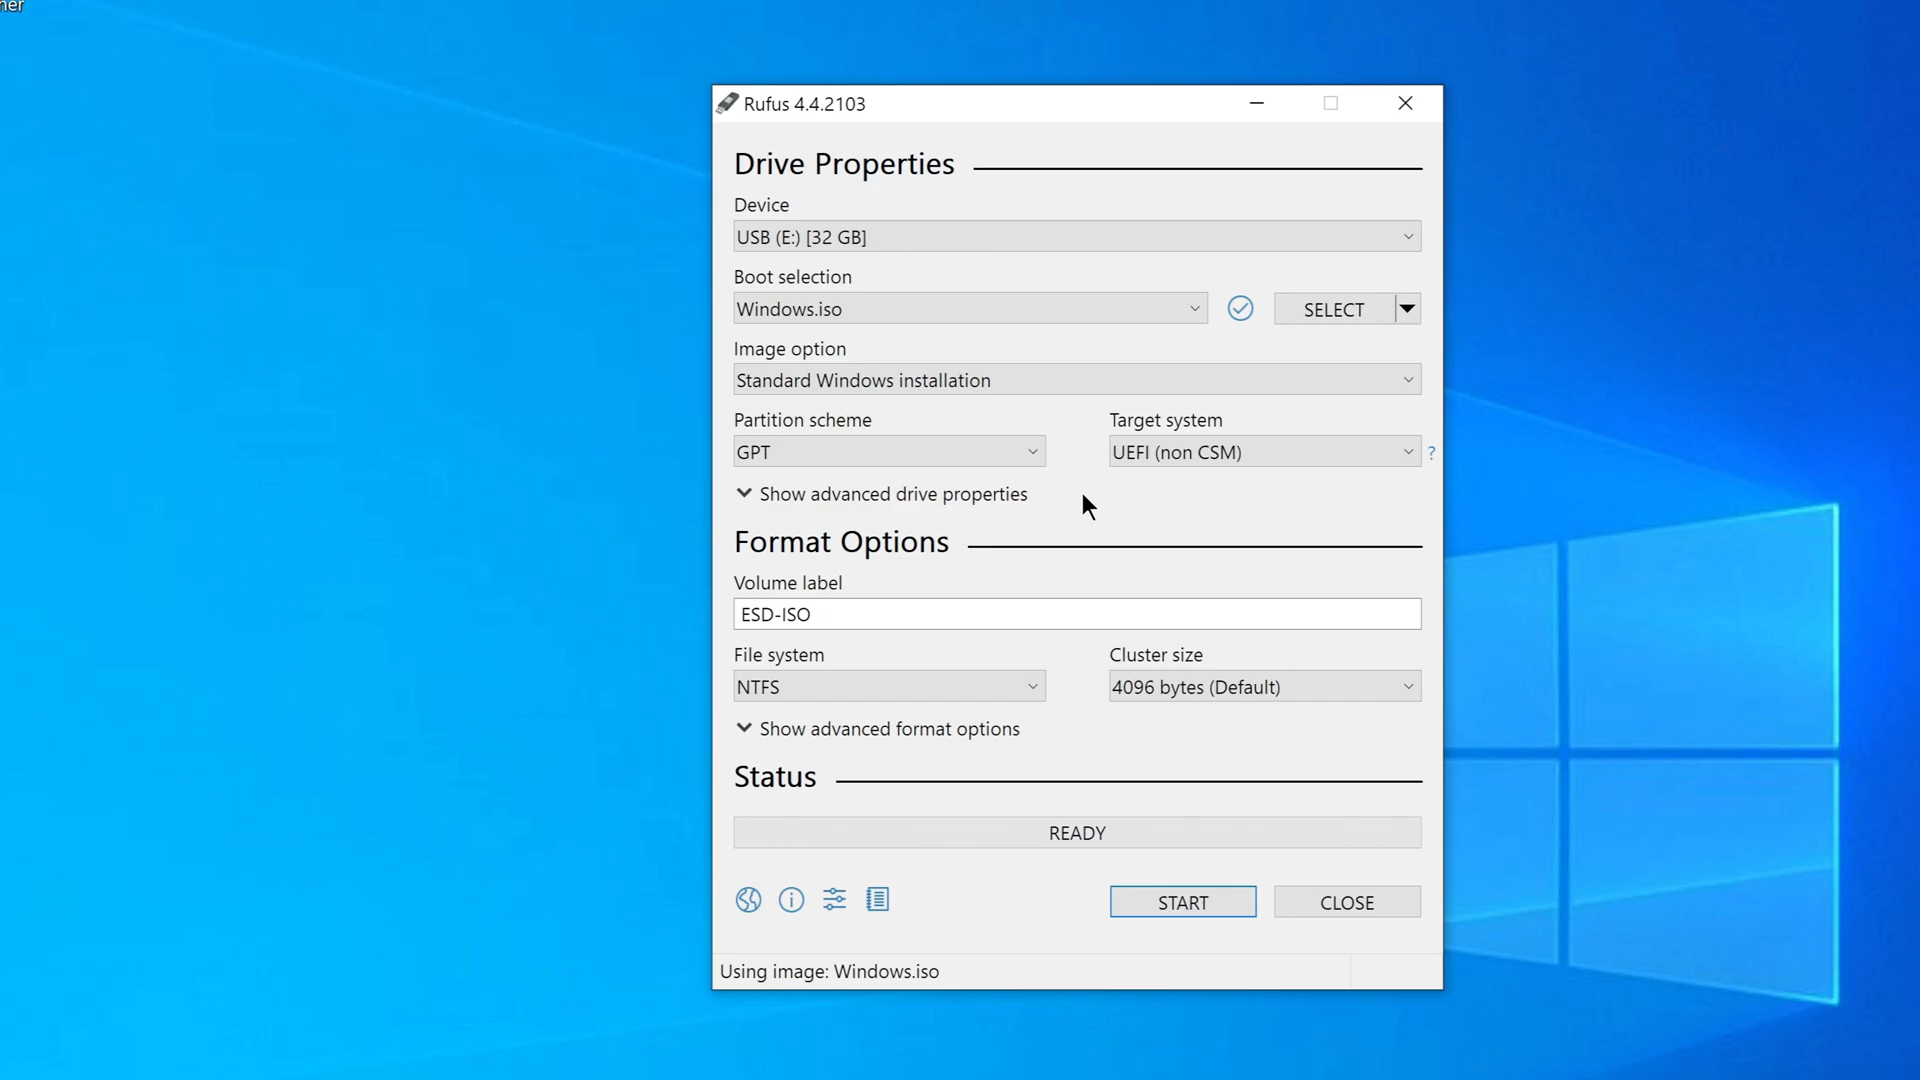 ner
Rufus 4.4.2103
Drive Properties
Device
USB (E:) [32 GB]
Boot selection
Windows.iso
SELECT
Image option
Standard Windows installation
Partition scheme
Target system
GPT
UEFI (non CSM)
?
Show advanced drive properties
Format Options
Volume label
ESD-ISO
File system
Cluster size
NTFS
4096 bytes (Default)
Show advanced format options
Status
READY
START
CLOSE
Using image: Windows.iso